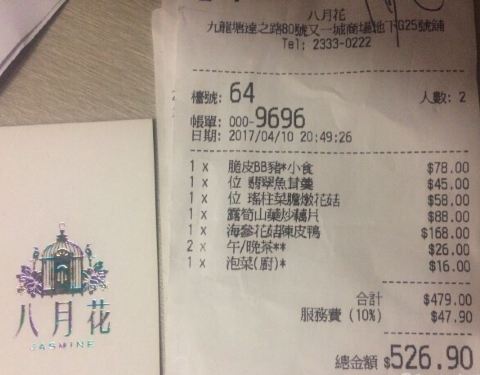 八月花
九龍塘達之路80號又一城商場地下G25號舖
Tel: 2333-0222
檯號: 64 人數: 2
帳單: 000-9696
日期: 2017/04/10 20:49:26
1 x 脆皮BB豬*小食 $78.00
1 x 位 翡翠魚茸羹 $45.00
1 x 位 瑤柱菜膽燉花菇 $58.00
1 x 露筍山藥炒藕片 $88.00
1 x 海參花菇陳皮鴨 $168.00
2 x 午/晚茶** $26.00
1 x 泡菜(廚)* $16.00
合計 $479.00
服務費 (10%) $47.90
總金額 $526.90
八月花
JASMINE